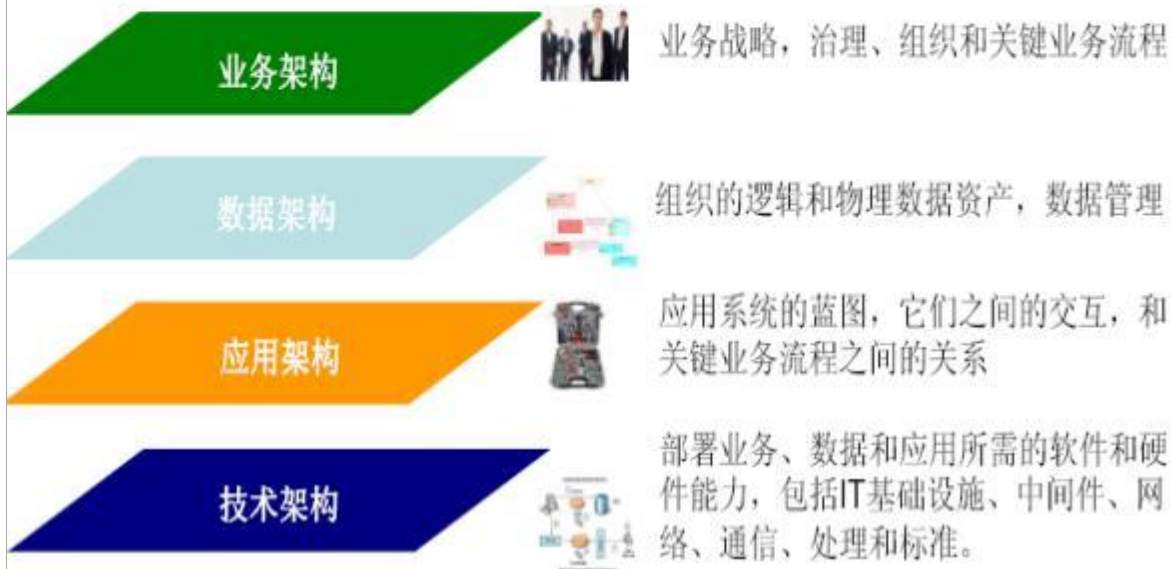 业务架构
业务战略，治理、组织和关键业务流程
数据架构
组织的逻辑和物理数据资产，数据管理
应用架构
应用系统的蓝图，它们之间的交互，和
关键业务流程之间的关系
技术架构
部署业务、数据和应用所需的软件和硬
件能力，包括IT基础设施、中间件、网
络、通信、处理和标准。